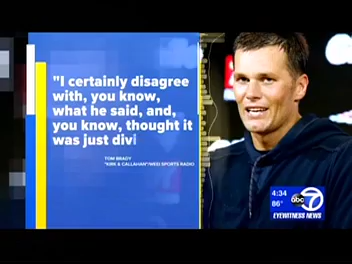 "I certainly disagree
with, you know,
what he said, and,
you know, thought it
was just divi
TOM BRADY
"KIRK & CALLAHAN"/WEEI SPORTS RADIO
4:34
86°
abc 7
EYEWITNESS NEWS